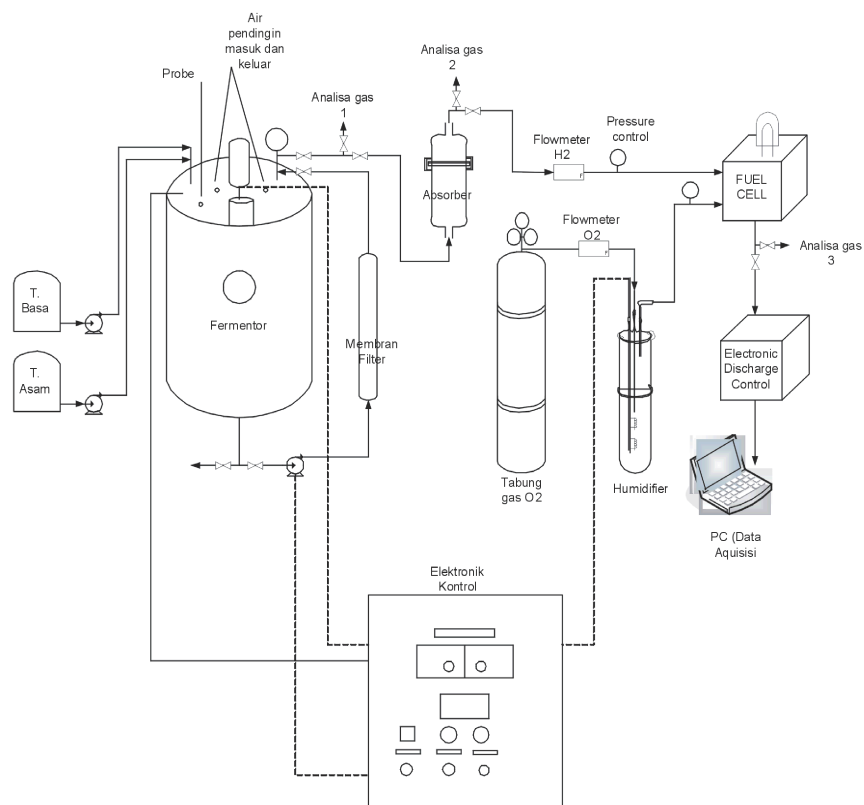 Air
pendingin
masuk dan
keluar
Probe
Analisa gas
1
Analisa gas
2
Flowmeter
H2
Pressure
control
FUEL
CELL
Absorber
Flowmeter
O2
Analisa gas
3
T.
Basa
Fermentor
Membran
Filter
T.
Asam
Electronic
Discharge
Control
Tabung
gas O2
Humidifier
PC (Data
Aquisisi
Elektronik
Kontrol